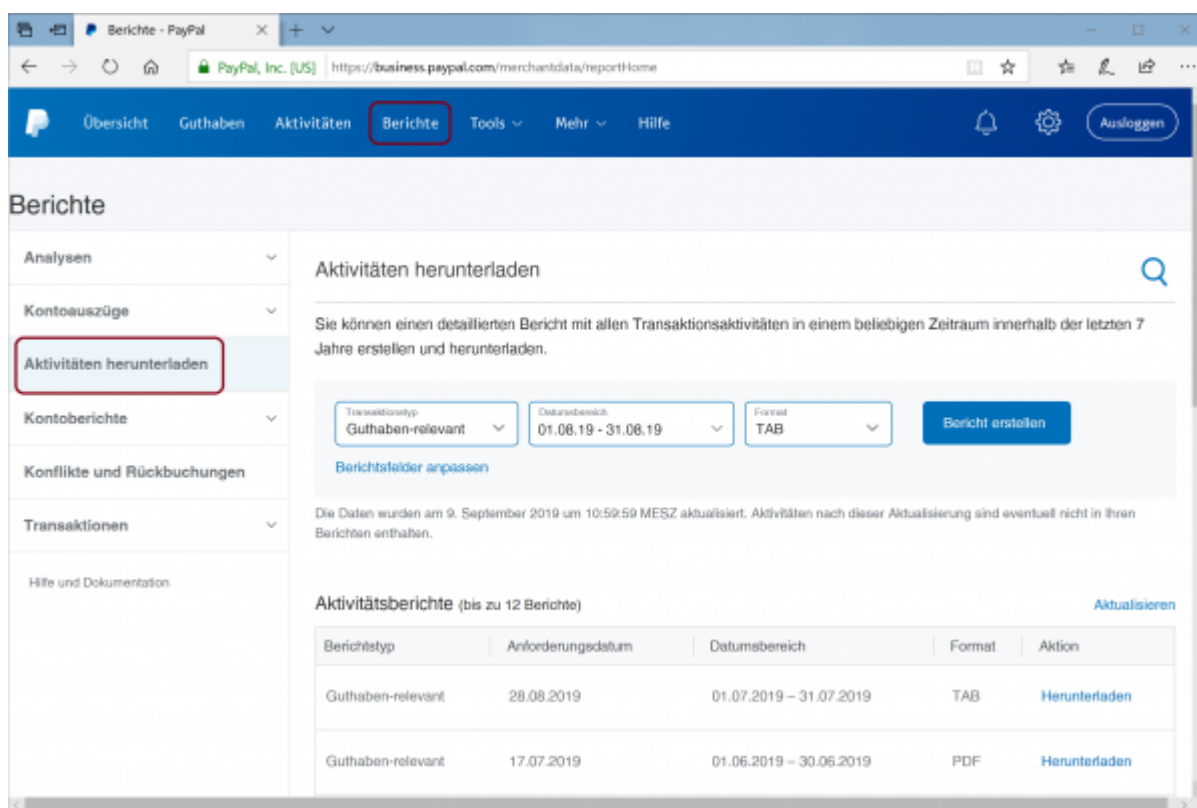 Berichte - PayPal
PayPal, Inc. [US] https://business.paypal.com/merchantdata/reportHome
Übersicht Guthaben Aktivitäten Berichte Tools Mehr Hilfe Ausloggen
Berichte
Analysen
Kontoauszüge
Aktivitäten herunterladen
Kontoberichte
Konflikte und Rückbuchungen
Transaktionen
Hilfe und Dokumentation
Aktivitäten herunterladen
Sie können einen detaillierten Bericht mit allen Transaktionsaktivitäten in einem beliebigen Zeitraum innerhalb der letzten 7
Jahre erstellen und herunterladen.
Transaktionstyp Datumsbereich Format
Guthaben-relevant 01.08.19 - 31.08.19 TAB Bericht erstellen
Berichtsfelder anpassen
Die Daten wurden am 9. September 2019 um 10:59:59 MESZ aktualisiert. Aktivitäten nach dieser Aktualisierung sind eventuell nicht in Ihren
Berichten enthalten.
Aktivitätsberichte (bis zu 12 Berichte) Aktualisieren
Berichtstyp Anforderungsdatum Datumsbereich Format Aktion
Guthaben-relevant 28.08.2019 01.07.2019 – 31.07.2019 TAB Herunterladen
Guthaben-relevant 17.07.2019 01.06.2019 – 30.06.2019 PDF Herunterladen